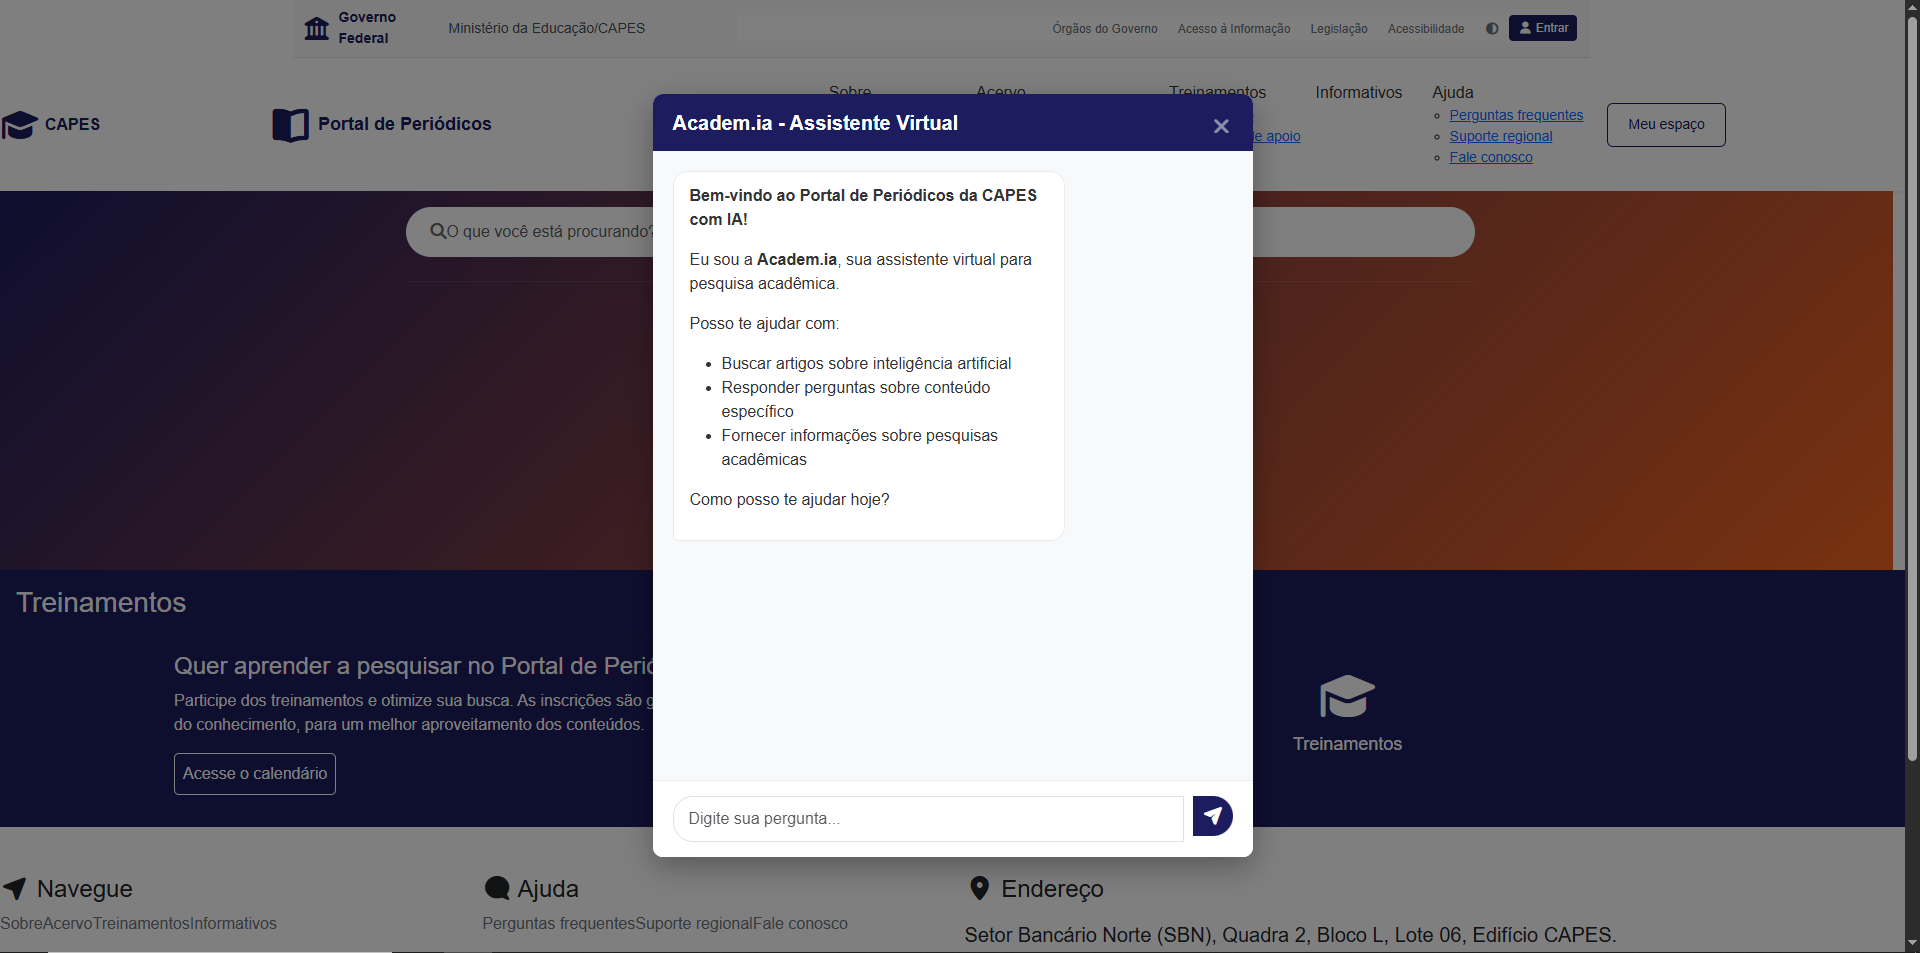 Governo
Federal
Ministério da Educação/CAPES
Órgãos do Governo
Acesso à Informação
Legislação
Acessibilidade
Entrar
CAPES
Portal de Periódicos
Sobre
Acervo
Treinamentos
apoio
Informativos
Ajuda
Perguntas frequentes
Suporte regional
Fale conosco
Meu espaço
O que você está procurando?
Academ.ia - Assistente Virtual
Bem-vindo ao Portal de Periódicos da CAPES
com IA!
Eu sou a Academ.ia, sua assistente virtual para
pesquisa acadêmica.
Posso te ajudar com:
Buscar artigos sobre inteligência artificial
Responder perguntas sobre conteúdo
específico
Fornecer informações sobre pesquisas
acadêmicas
Como posso te ajudar hoje?
Digite sua pergunta...
Treinamentos
Quer aprender a pesquisar no Portal de
Participe dos treinamentos e otimize sua busca. As inscrições são
do conhecimento, para um melhor aproveitamento dos conteúdos.
Acesse o calendário
Treinamentos
Navegue
SobreAcervoTreinamentosInformativos
Ajuda
Perguntas frequentesSuporte regionalFale conosco
Endereço
Setor Bancário Norte (SBN), Quadra 2, Bloco L, Lote 06, Edifício CAPES.